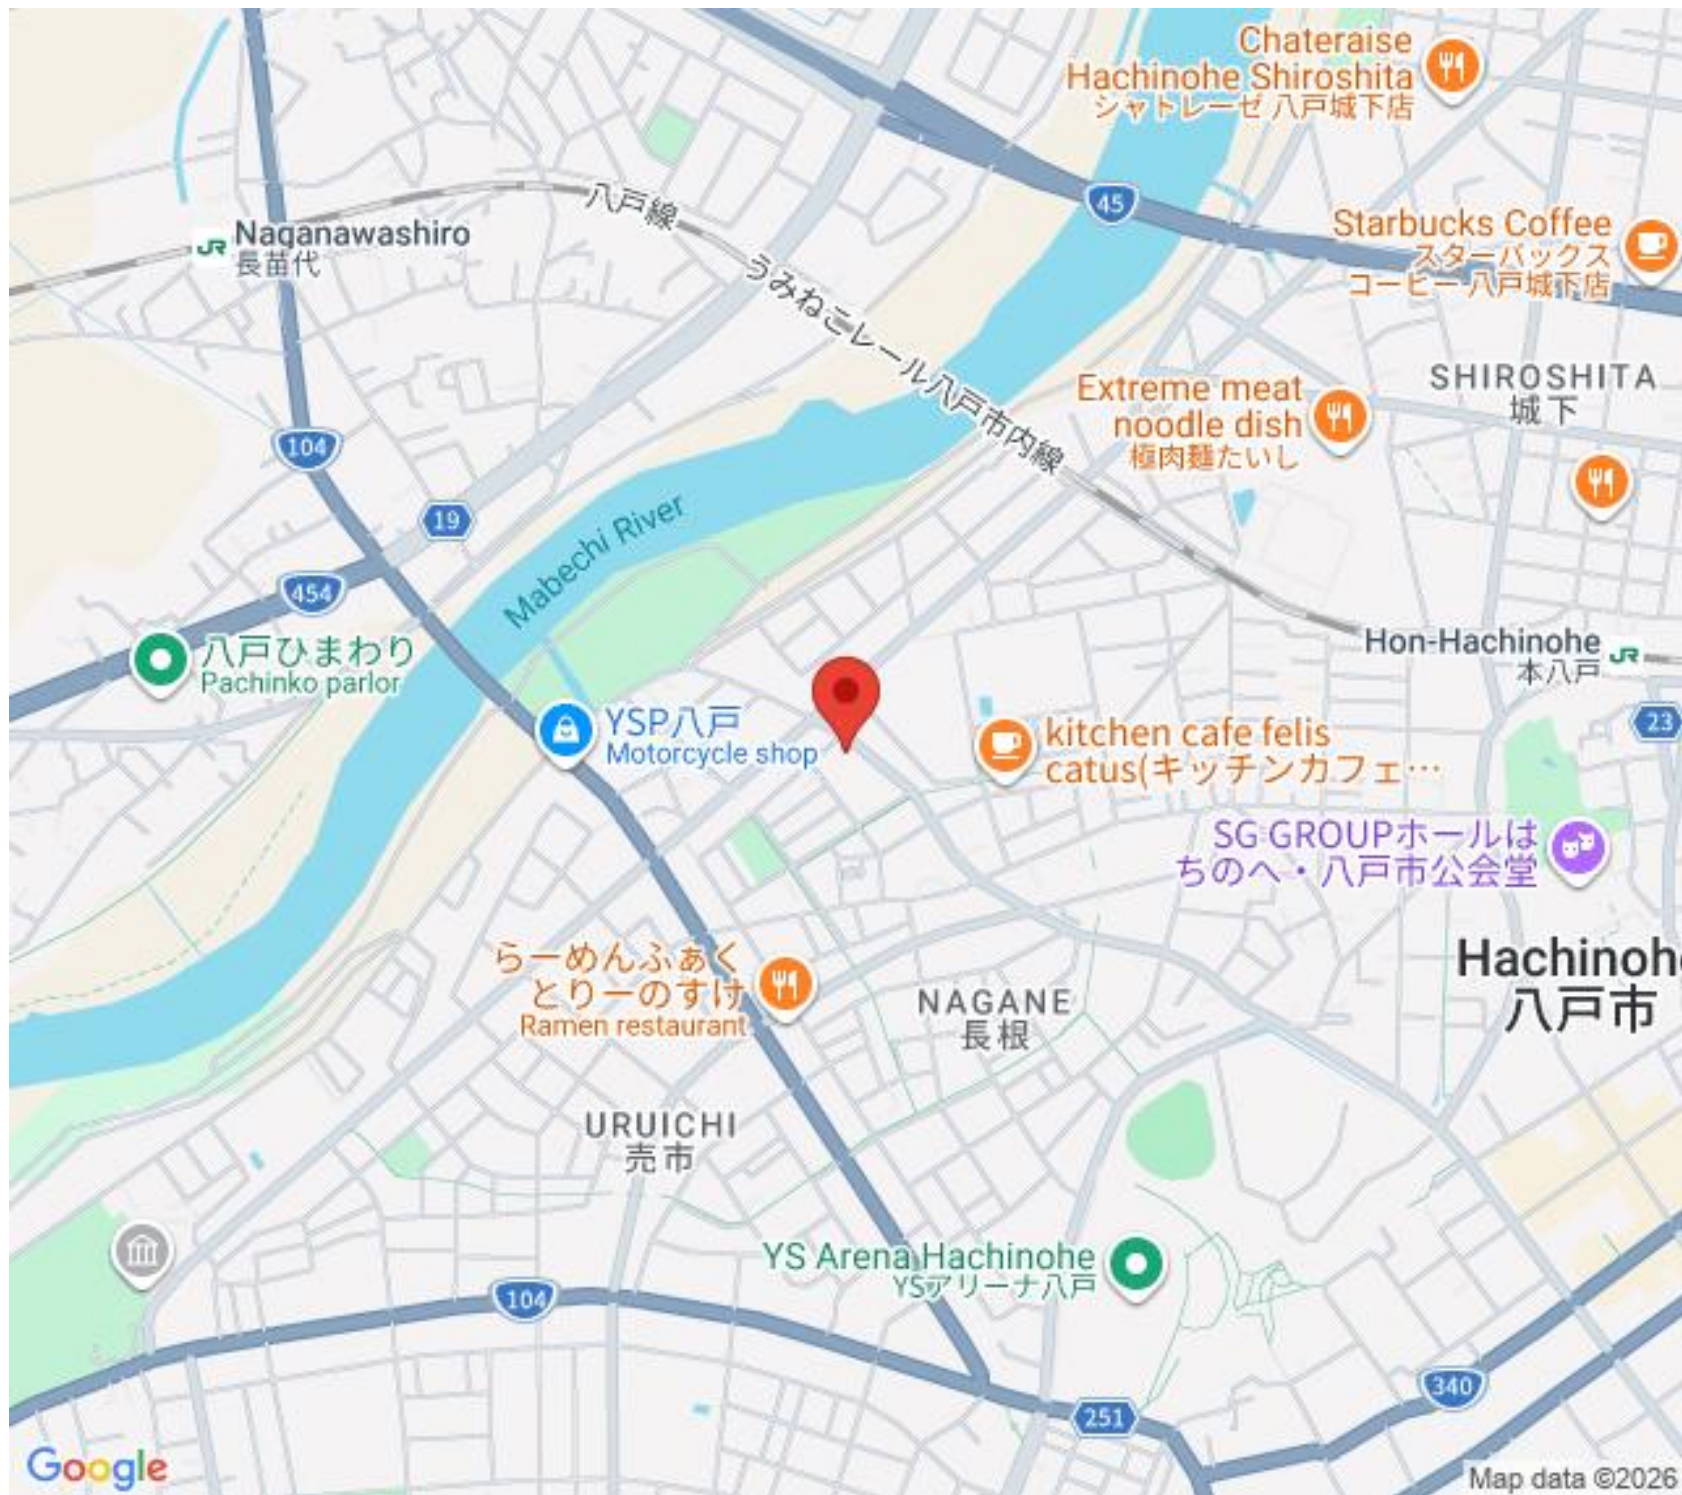 Chateraise
Hachinohe Shiroshita
シャトレーゼ 八戸城下店
八戸線
45
Naganawashiro
長苗代
Starbucks Coffee
スターバックス
コーヒー 八戸城下店
うみねこレール八戸市内線
SHIROSHITA
城下
Extreme meat
noodle dish
極肉麺たいし
104
19
Mabechi River
454
八戸ひまわり
Pachinko parlor
Hon-Hachinohe
本八戸
JR
JR
23
YSP八戸
Motorcycle shop
kitchen cafe felis
catus(キッチンカフェ…
SG GROUPホールは
ちのへ・八戸市公会堂
らーめんふぁく
とりーのすけ
Ramen restaurant
NAGANE
長根
Hachinohe
八戸市
URUICHI
売市
YS Arena Hachinohe
YSアリーナ八戸
104
340
251
Google
Map data ©2026